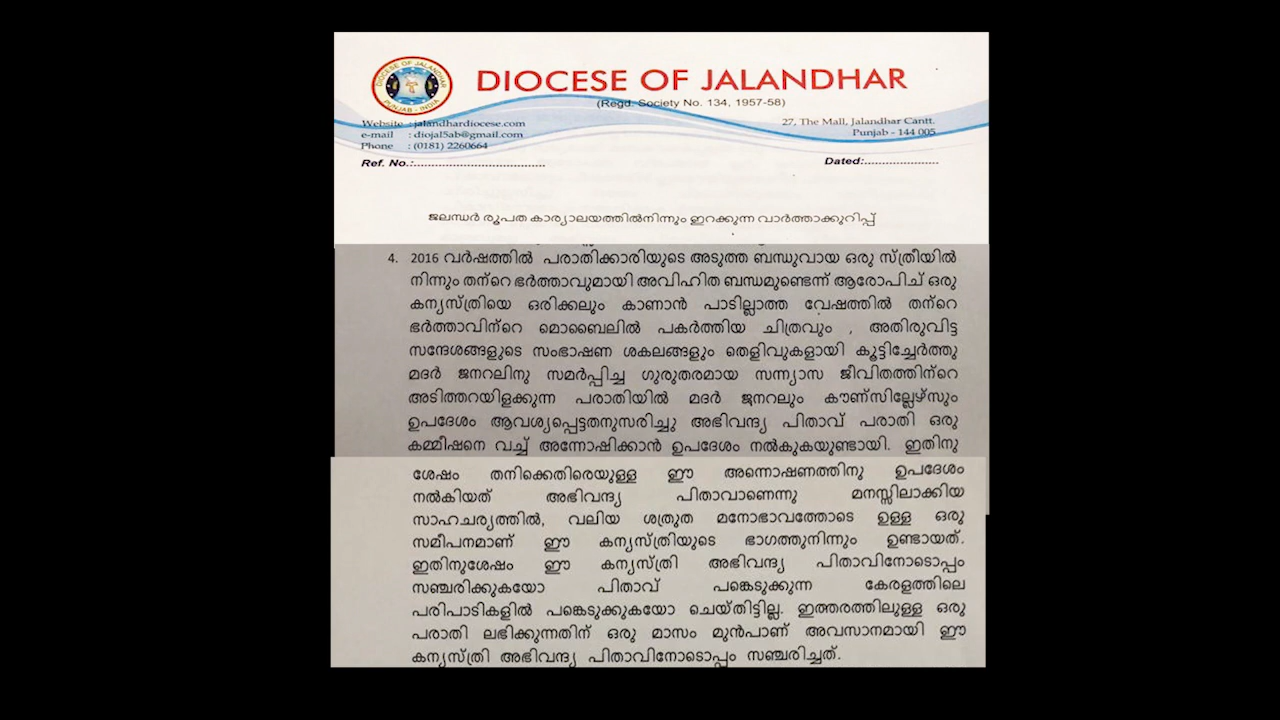 DIOCESE OF JALANDHAR
PUNJAB - INDIA
DIOCESE OF JALANDHAR
(Regd. Society No. 134, 1957-58)
Website : jalandhardiocese.com
e-mail : diojal5ab@gmail.com
Phone : (0181) 2260664
27, The Mall, Jalandhar Cantt.
Punjab - 144 005
Ref. No.:......................................
Dated:......................
ജലന്ധർ രൂപത കാര്യാലയത്തിൽനിന്നും ഇറക്കുന്ന വാർത്താക്കുറിപ്പ്
4. 2016 വർഷത്തിൽ പരാതിക്കാരിയുടെ അടുത്ത ബന്ധുവായ ഒരു സ്ത്രീയിൽ
നിന്നും തന്റെ ഭർത്താവുമായി അവിഹിത ബന്ധമുണ്ടെന്ന് ആരോപിച് ഒരു
കന്യസ്ത്രിയെ ഒരിക്കലും കാണാൻ പാടില്ലാത്ത വേഷത്തിൽ തന്റെ
ഭർത്താവിന്റെ മൊബൈലിൽ പകർത്തിയ ചിത്രവും , അതിരുവിട്ട
സന്ദേശങ്ങളുടെ സംഭാഷണ ശകലങ്ങളും തെളിവുകളായി കൂട്ടിച്ചേർത്തു
മദർ ജനറലിനു സമർപ്പിച്ച ഗുരുതരമായ സന്ന്യാസ ജീവിതത്തിന്റെ
അടിത്തറയിളക്കുന്ന പരാതിയിൽ മദർ ജനറലും കൗൺസില്ലേഴ്സും
ഉപദേശം ആവശ്യപ്പെട്ടതനുസരിച്ചു അഭിവന്ദ്യ പിതാവ് പരാതി ഒരു
കമ്മീഷനെ വച്ച് അന്നോഷിക്കാൻ ഉപദേശം നൽകുകയുണ്ടായി. ഇതിനു
ശേഷം തനിക്കെതിരെയുള്ള ഈ അന്നൊഷണത്തിനു ഉപദേശം
നൽകിയത് അഭിവന്ദ്യ പിതാവാണെന്നു മനസ്സിലാക്കിയ
സാഹചര്യത്തിൽ, വലിയ ശത്രുത മനോഭാവത്തോടെ ഉള്ള ഒരു
സമീപനമാണ് ഈ കന്യസ്ത്രിയുടെ ഭാഗത്തുനിന്നും ഉണ്ടായത്.
ഇതിനുശേഷം ഈ കന്യസ്ത്രി അഭിവന്ദ്യ പിതാവിനോടൊപ്പം
സഞ്ചരിക്കുകയോ പിതാവ് പങ്കെടുക്കുന്ന കേരളത്തിലെ
പരിപാടികളിൽ പങ്കെടുക്കുകയോ ചെയ്തിട്ടില്ല. ഇത്തരത്തിലുള്ള ഒരു
പരാതി ലഭിക്കുന്നതിന് ഒരു മാസം മുൻപാണ് അവസാനമായി ഈ
കന്യസ്ത്രി അഭിവന്ദ്യ പിതാവിനോടൊപ്പം സഞ്ചരിച്ചത്.